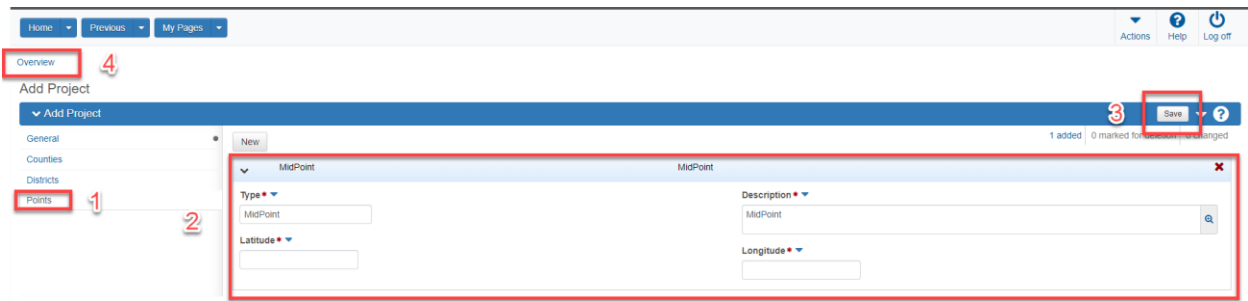 Home Previous My Pages
Actions Help Log off
Overview 4
Add Project
Add Project 3 Save
General
Counties
Districts
Points 1
New 1 added 0 marked for deletion 0 changed
2
MidPoint MidPoint
Type* Description*
MidPoint MidPoint
Latitude* Longitude*